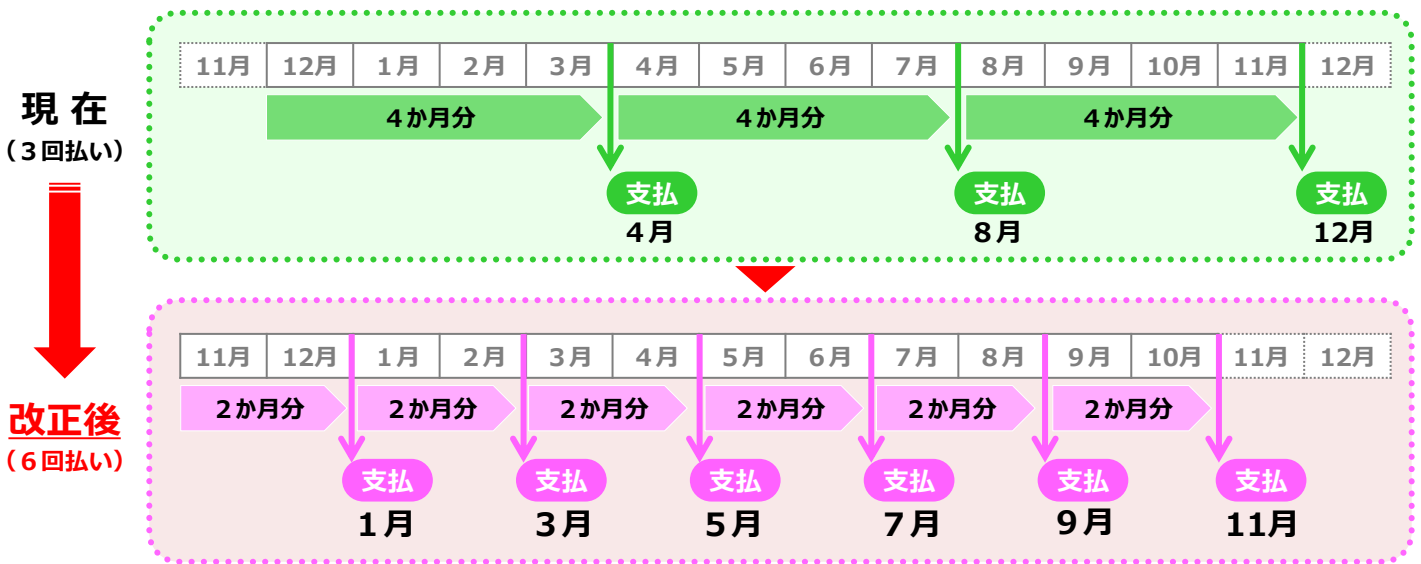 11月 12月 1月 2月 3月 4月 5月 6月 7月 8月 9月 10月 11月 12月
現 在
(3回払い)
4か月分 4か月分 4か月分
支払 支払 支払
4月 8月 12月
11月 12月 1月 2月 3月 4月 5月 6月 7月 8月 9月 10月 11月 12月
改正後
(6回払い)
2か月分 2か月分 2か月分 2か月分 2か月分 2か月分
支払 支払 支払 支払 支払 支払
1月 3月 5月 7月 9月 11月